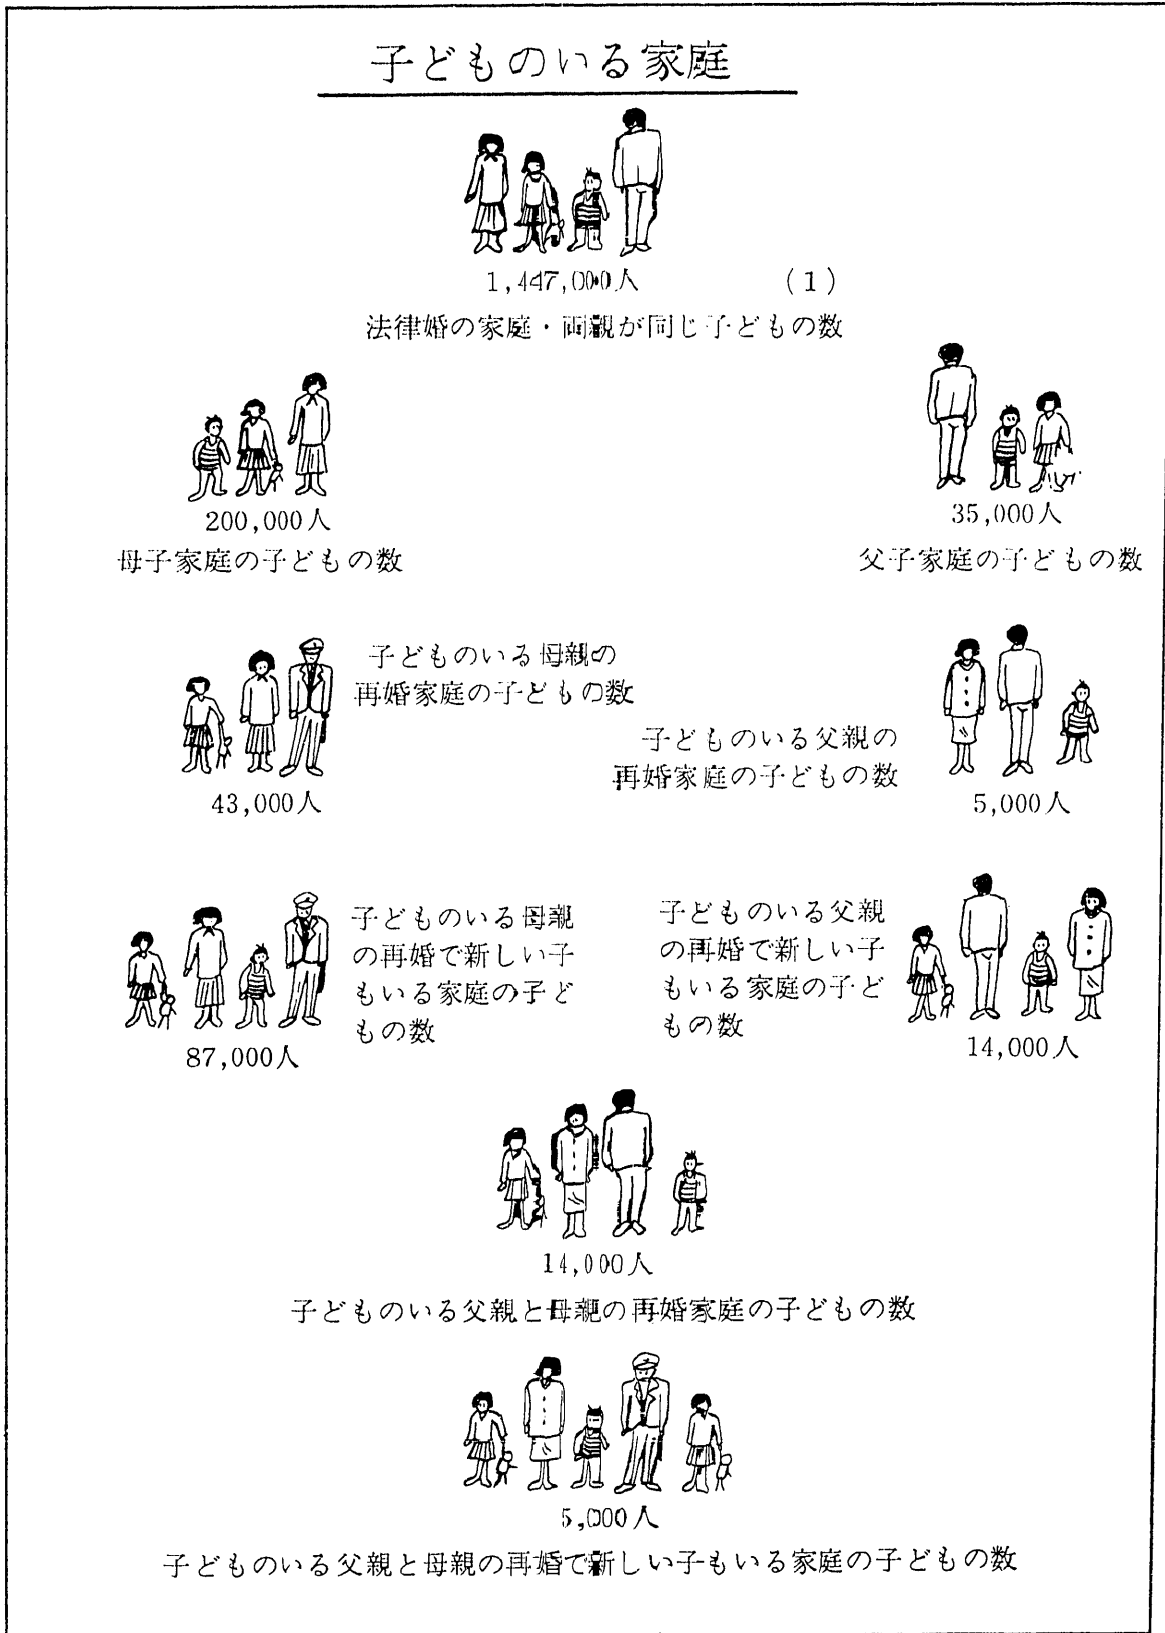 子どものいる家庭
1,447,000人 (1)
法律婚の家庭・両親が同じ子どもの数
200,000人
母子家庭の子どもの数
35,000人
父子家庭の子どもの数
子どものいる母親の
再婚家庭の子どもの数
43,000人
子どものいる父親の
再婚家庭の子どもの数
5,000人
子どものいる母親
の再婚で新しい子
もいる家庭の子ど
もの数
87,000人
子どものいる父親
の再婚で新しい子
もいる家庭の子ど
もの数
14,000人
14,000人
子どものいる父親と母親の再婚家庭の子どもの数
5,000人
子どものいる父親と母親の再婚で新しい子もいる家庭の子どもの数